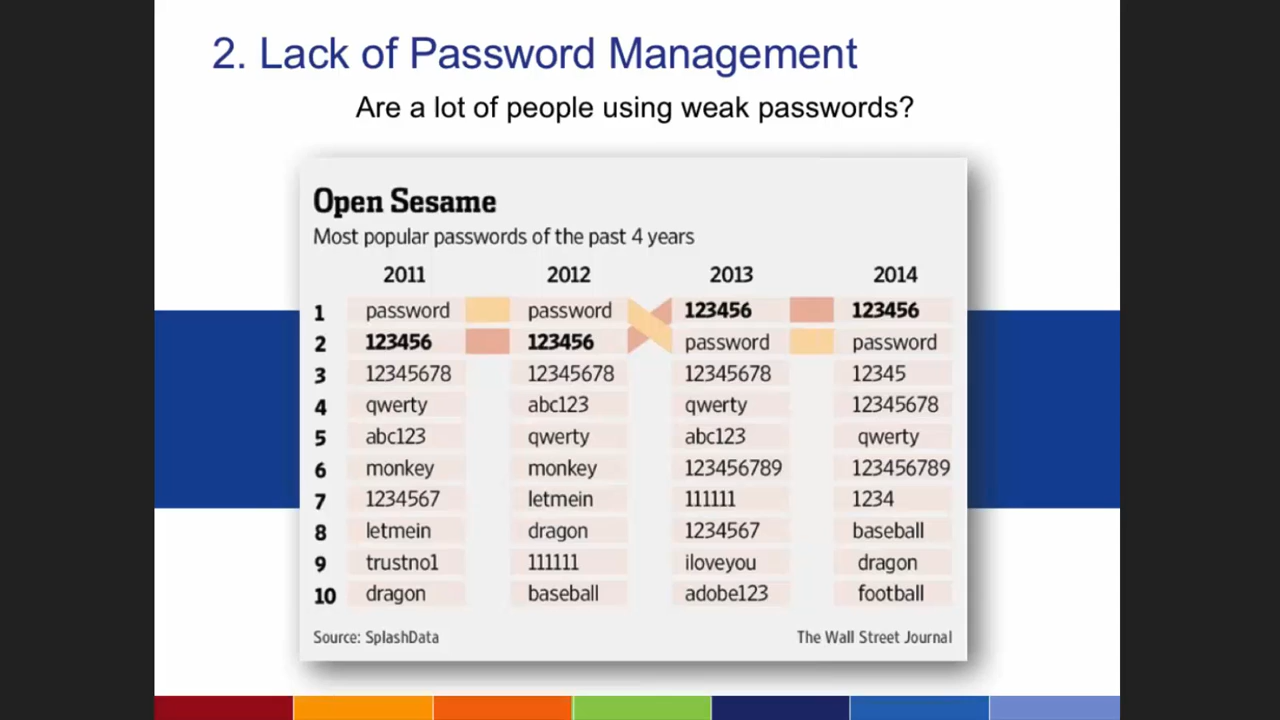 2. Lack of Password Management
Are a lot of people using weak passwords?
Open Sesame
Most popular passwords of the past 4 years
2011 2012 2013 2014
1 password password 123456 123456
2 123456 123456 password password
3 12345678 12345678 12345678 12345
4 qwerty abc123 qwerty 12345678
5 abc123 qwerty abc123 qwerty
6 monkey monkey 123456789 123456789
7 1234567 letmein 111111 1234
8 letmein dragon 1234567 baseball
9 trustno1 111111 iloveyou dragon
10 dragon baseball adobe123 football
Source: SplashData The Wall Street Journal